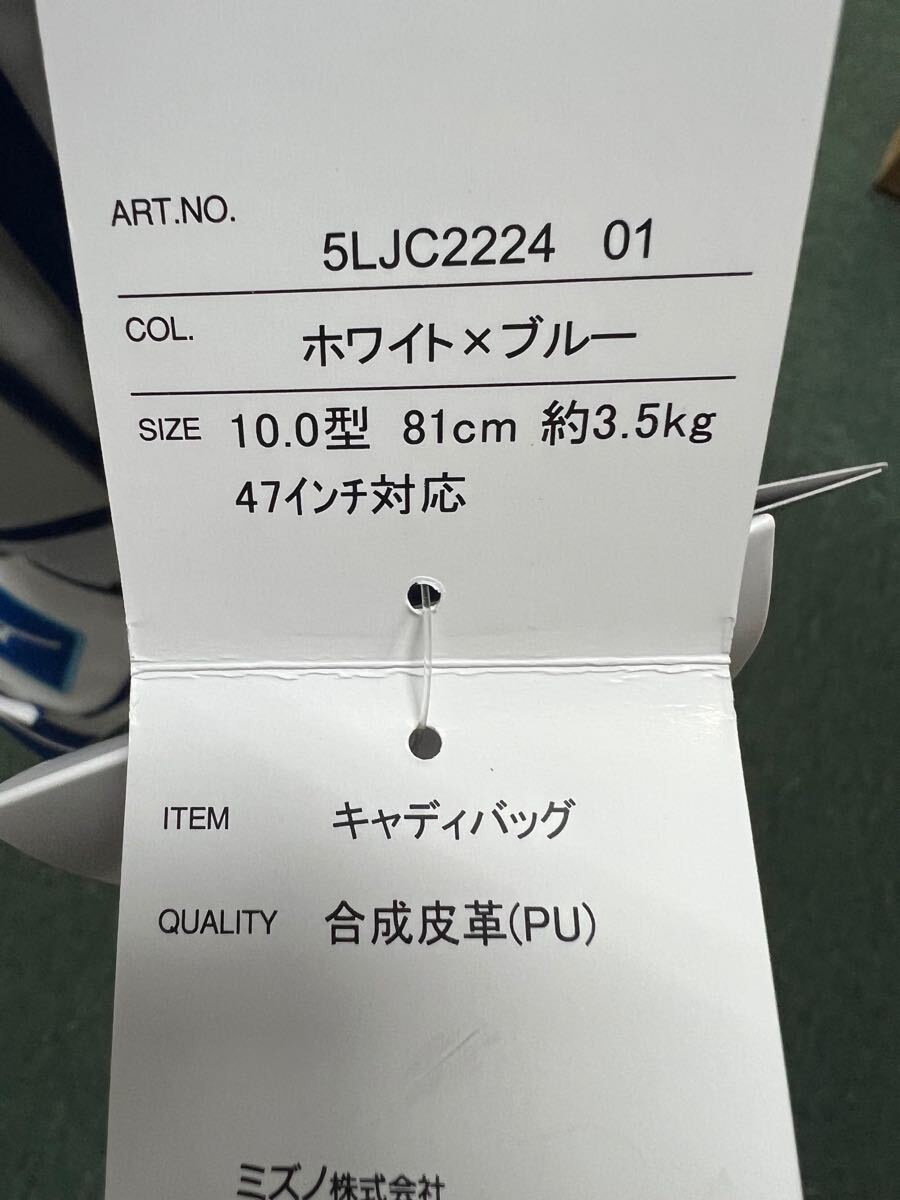 ART.NO. 5LJC2224 01
COL. ホワイト×ブルー
SIZE 10.0型 81cm 約3.5kg
47インチ対応
ITEM キャディバッグ
QUALITY 合成皮革(PU)
ミズノ株式会社